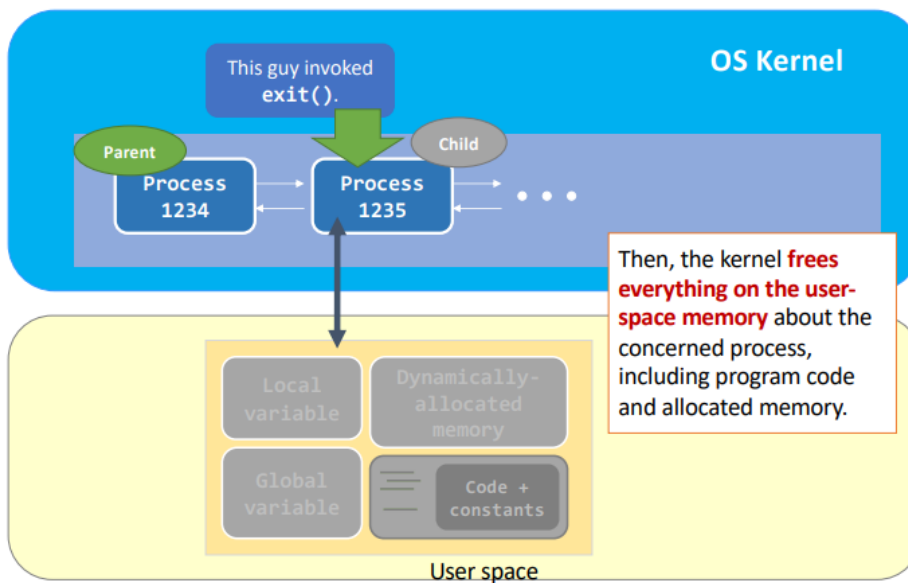 OS Kernel
This guy invoked
exit().
Parent
Child
Process
1234
Process
1235
Then, the kernel frees
everything on the user-
space memory about the
concerned process,
including program code
and allocated memory.
Local
variable
Dynamically-
allocated
memory
Global
variable
Code +
constants
User space